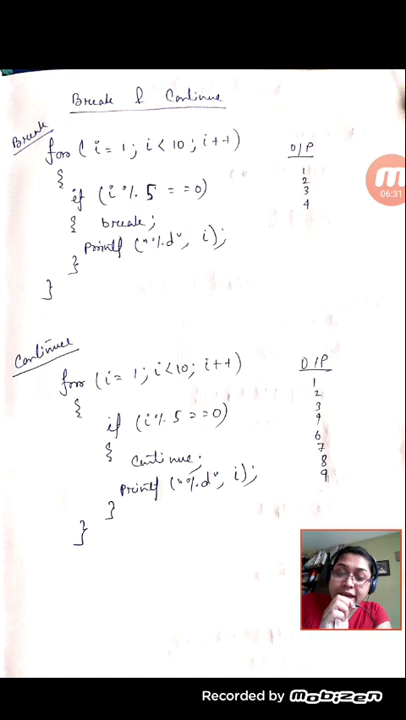 Break & Continue
Break
for ( i = 1 ; i < 10 ; i++)
{
if ( i % 5 = = 0)
{ break ;
printf ("%d", i);
}
}
O/P
1
2
3
4
06:31
Continue
for ( i = 1 ; i < 10 ; i++)
{
if ( i % 5 = = 0)
{ continue ;
printf ("%d", i);
}
}
O/P
1
2
3
4
6
7
8
9
Recorded by Mobizen